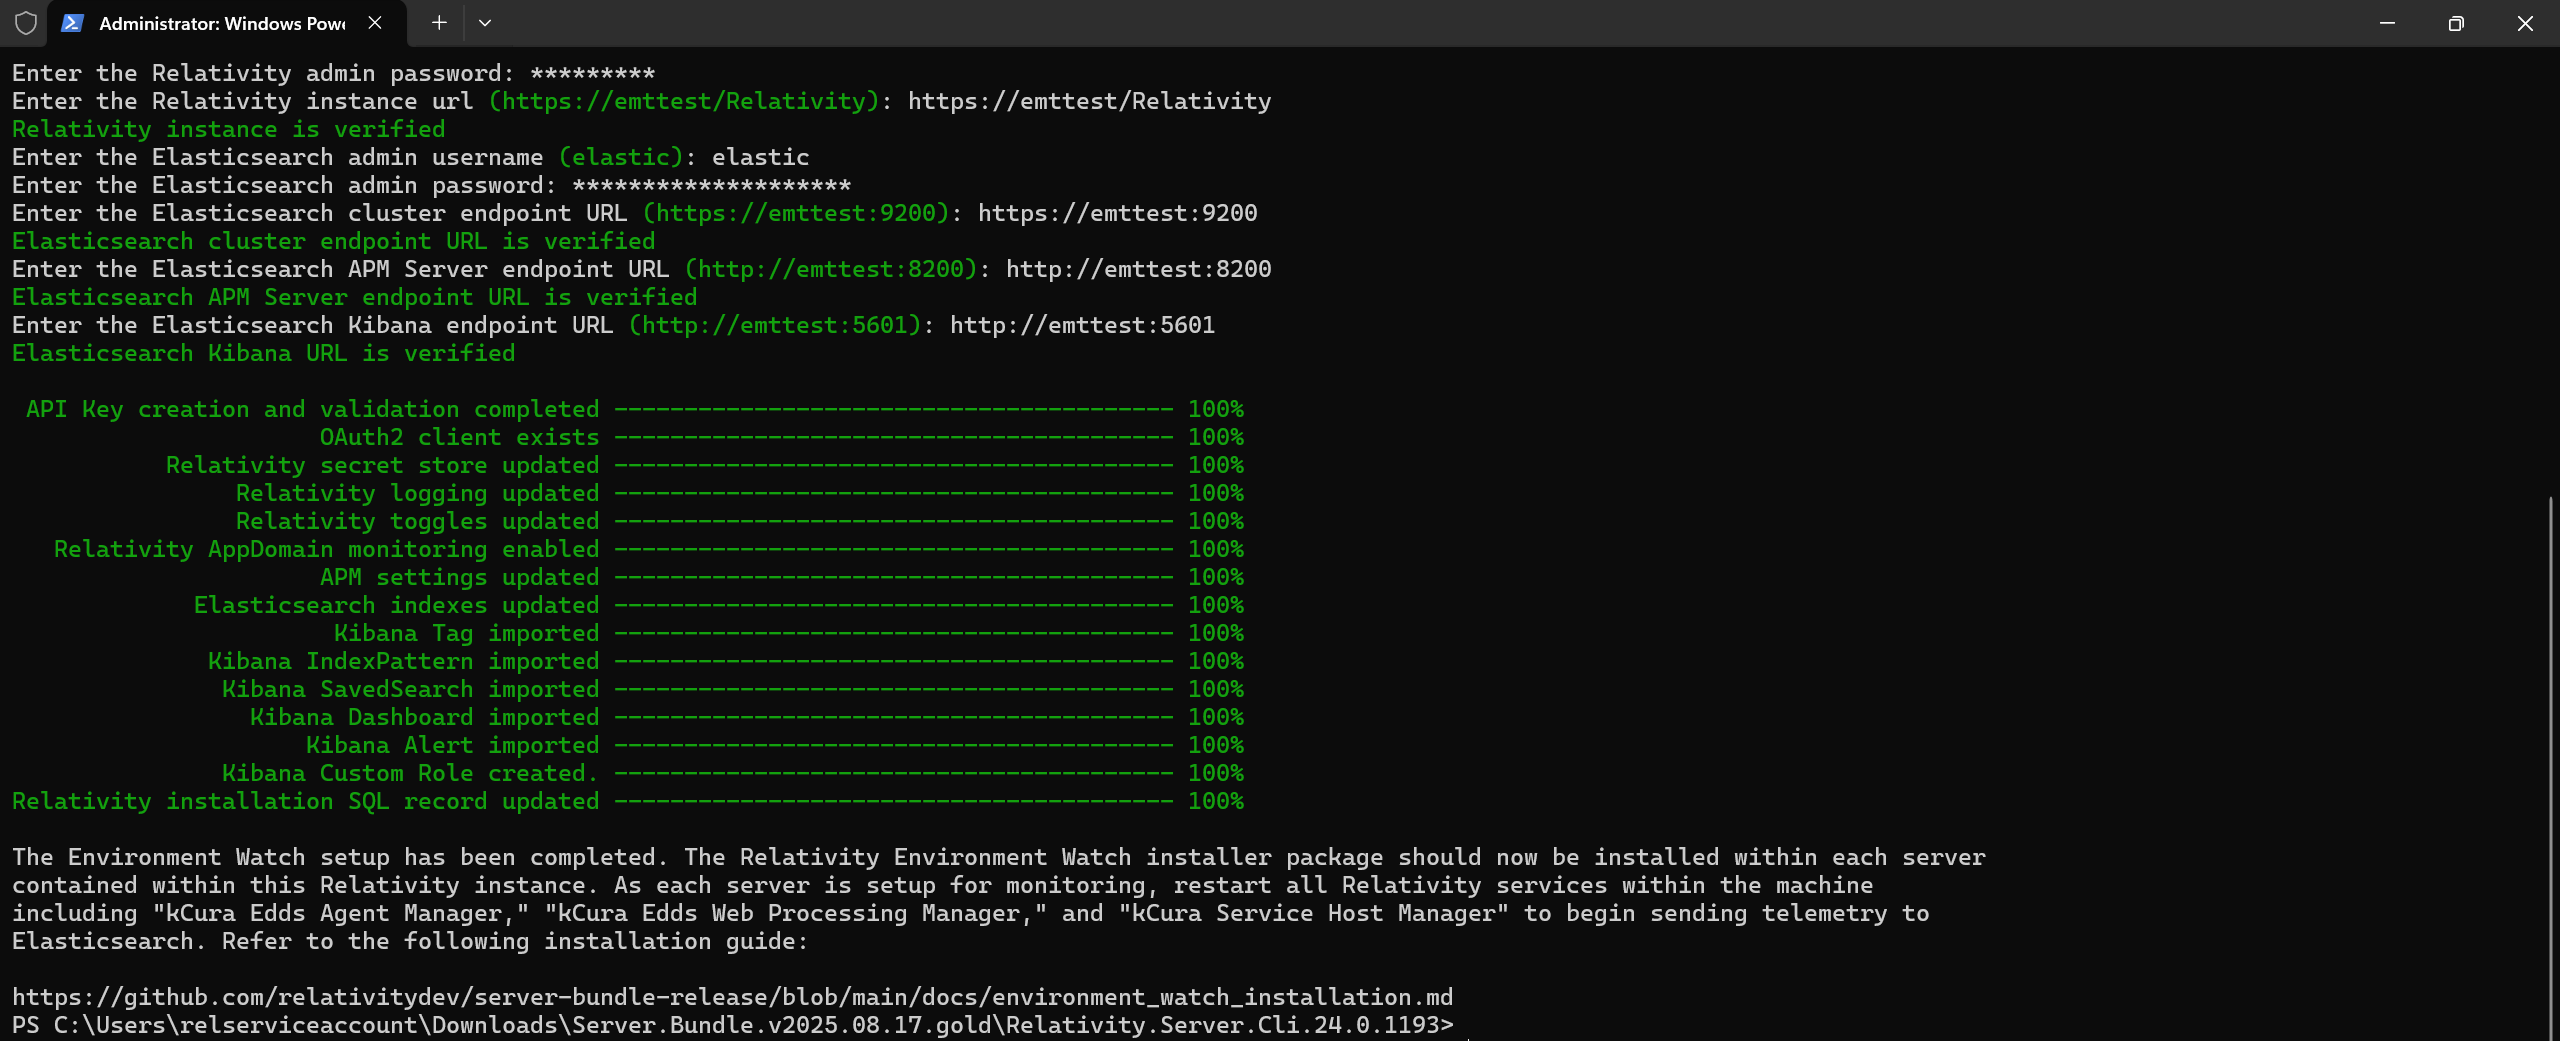 Administrator: Windows Powe
Enter the Relativity admin password: *********
Enter the Relativity instance url (https://emttest/Relativity): https://emttest/Relativity
Relativity instance is verified
Enter the Elasticsearch admin username (elastic): elastic
Enter the Elasticsearch admin password: ********************
Enter the Elasticsearch cluster endpoint URL (https://emttest:9200): https://emttest:9200
Elasticsearch cluster endpoint URL is verified
Enter the Elasticsearch APM Server endpoint URL (http://emttest:8200): http://emttest:8200
Elasticsearch APM Server endpoint URL is verified
Enter the Elasticsearch Kibana endpoint URL (http://emttest:5601): http://emttest:5601
Elasticsearch Kibana URL is verified
API Key creation and validation completed ---------------------------------------- 100%
OAuth2 client exists ---------------------------------------- 100%
Relativity secret store updated ---------------------------------------- 100%
Relativity logging updated ---------------------------------------- 100%
Relativity toggles updated ---------------------------------------- 100%
Relativity AppDomain monitoring enabled ---------------------------------------- 100%
APM settings updated ---------------------------------------- 100%
Elasticsearch indexes updated ---------------------------------------- 100%
Kibana Tag imported ---------------------------------------- 100%
Kibana IndexPattern imported ---------------------------------------- 100%
Kibana SavedSearch imported ---------------------------------------- 100%
Kibana Dashboard imported ---------------------------------------- 100%
Kibana Alert imported ---------------------------------------- 100%
Kibana Custom Role created. ---------------------------------------- 100%
Relativity installation SQL record updated ---------------------------------------- 100%
The Environment Watch setup has been completed. The Relativity Environment Watch installer package should now be installed within each server
contained within this Relativity instance. As each server is setup for monitoring, restart all Relativity services within the machine
including "kCura Edds Agent Manager," "kCura Edds Web Processing Manager," and "kCura Service Host Manager" to begin sending telemetry to
Elasticsearch. Refer to the following installation guide:
https://github.com/relativitydev/server-bundle-release/blob/main/docs/environment_watch_installation.md
PS C:\Users\relserviceaccount\Downloads\Server.Bundle.v2025.08.17.gold\Relativity.Server.Cli.24.0.1193>